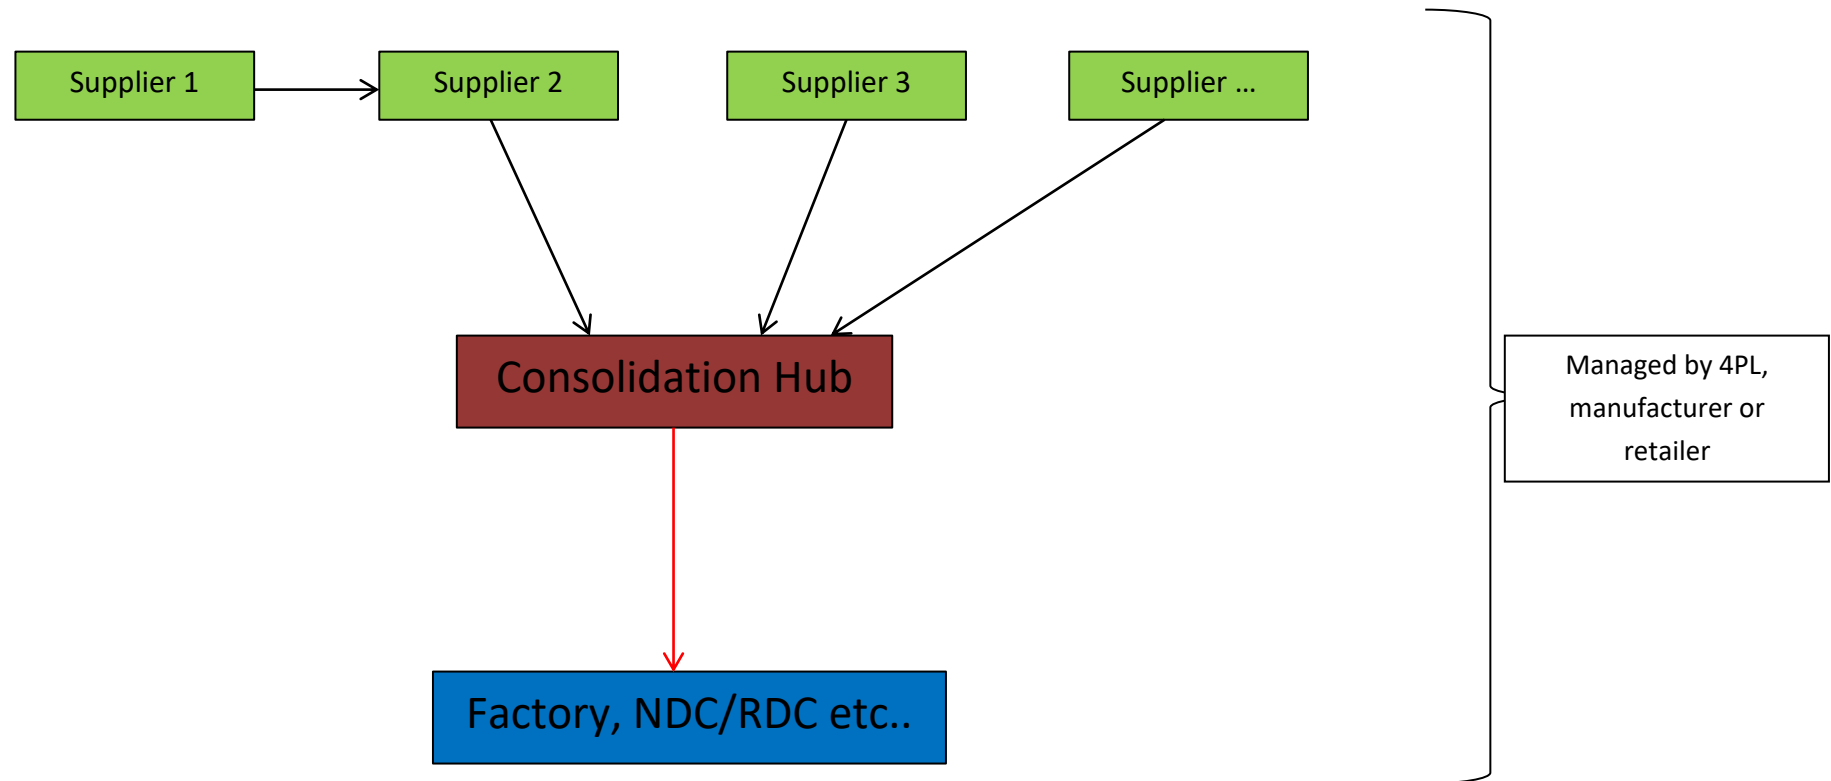 Supplier 1
Supplier 2
Supplier 3
Supplier ...
Consolidation Hub
Managed by 4PL,
manufacturer or
retailer
Factory, NDC/RDC etc..